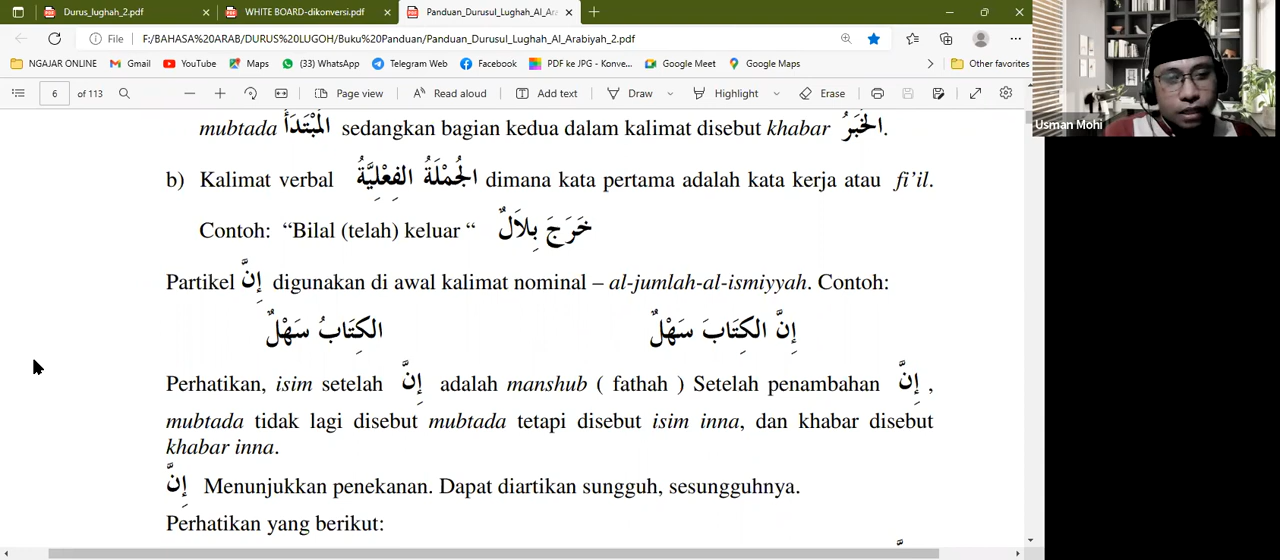 Durus_lughah_2.pdf WHITE BOARD-dikonversi.pdf Panduan_Durusul_Lughah_Al_Ara
File F:/BAHASA%20ARAB/DURUS%20LUGOH/Buku%20Panduan/Panduan_Durusul_Lughah_Al_Arabiyah_2.pdf
NGAJAR ONLINE Gmail YouTube Maps (33) WhatsApp Telegram Web Facebook PDF ke JPG - Konve... Google Meet Google Maps Other favorites
6 of 113 Page view Read aloud Add text Draw Highlight Erase
Usman Mohi
mubtada المُبْتَدَأُ sedangkan bagian kedua dalam kalimat disebut khabar الخَبَرُ.
b) Kalimat verbal الجُمْلَةُ الفِعْلِيَّةُ dimana kata pertama adalah kata kerja atau fi’il.
Contoh: “Bilal (telah) keluar “ خَرَجَ بِلاَلٌ
Partikel إِنَّ digunakan di awal kalimat nominal – al-jumlah-al-ismiyyah. Contoh:
الكِتَابُ سَهْلٌ إِنَّ الكِتَابَ سَهْلٌ
Perhatikan, isim setelah إِنَّ adalah manshub ( fathah ) Setelah penambahan إِنَّ ,
mubtada tidak lagi disebut mubtada tetapi disebut isim inna, dan khabar disebut
khabar inna.
إِنَّ Menunjukkan penekanan. Dapat diartikan sungguh, sesungguhnya.
Perhatikan yang berikut: